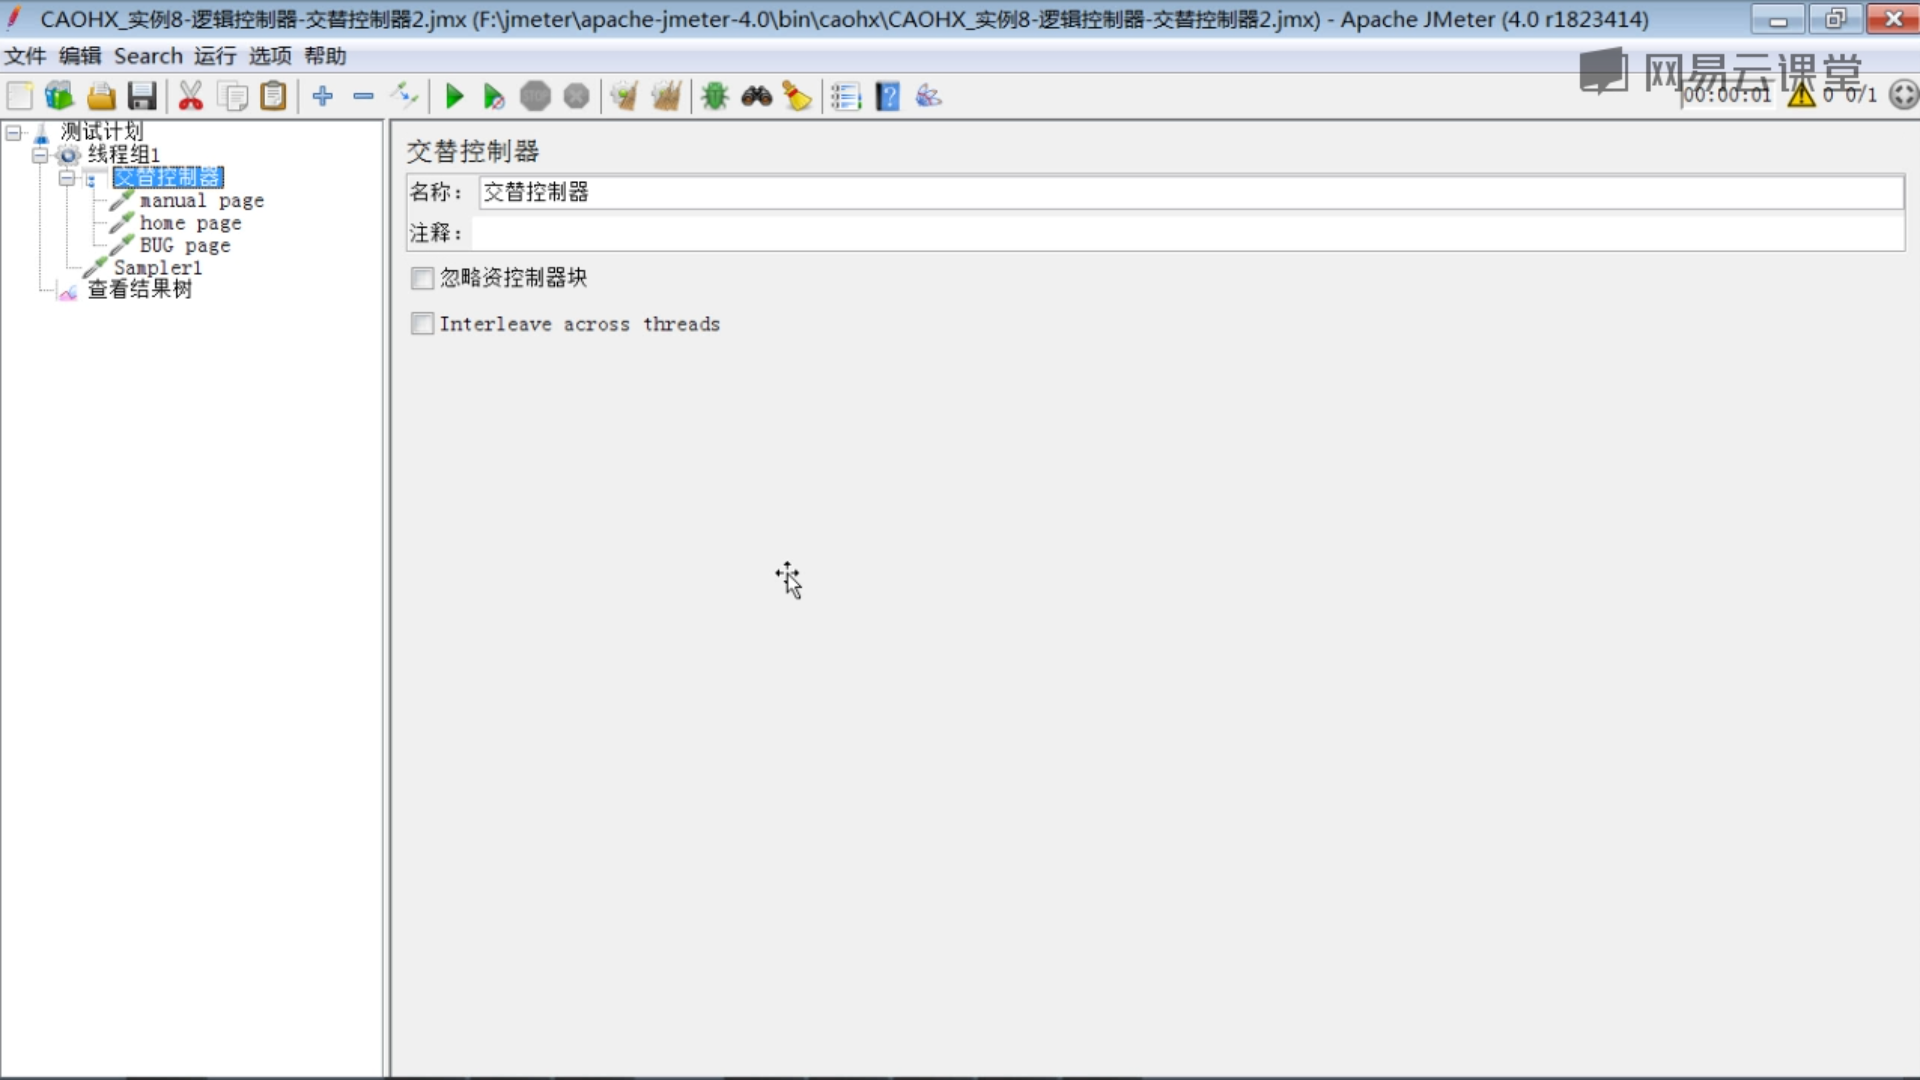 CAOHX_实例8-逻辑控制器-交替控制器2.jmx (F:\jmeter\apache-jmeter-4.0\bin\caohx\CAOHX_实例8-逻辑控制器-交替控制器2.jmx) - Apache JMeter (4.0 r1823414)
文件 编辑 Search 运行 选项 帮助
网易云课堂
00:00:01 0 0/1
测试计划
线程组1
交替控制器
manual page
home page
BUG page
Sampler1
查看结果树
交替控制器
名称： 交替控制器
注释：
忽略资控制器块
Interleave across threads